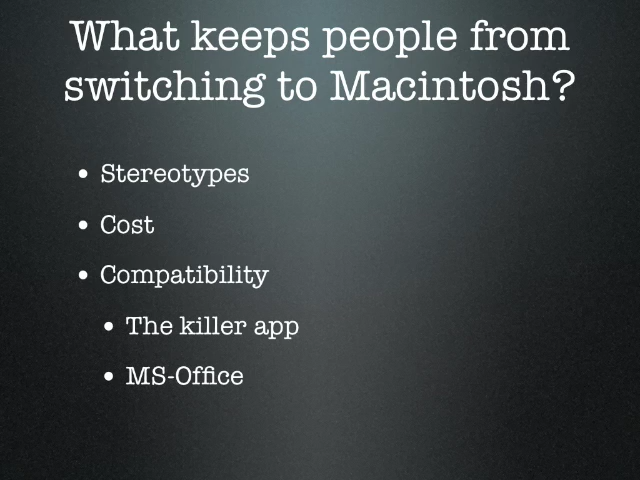 What keeps people from
switching to Macintosh?
• Stereotypes
• Cost
• Compatibility
• The killer app
• MS-Office